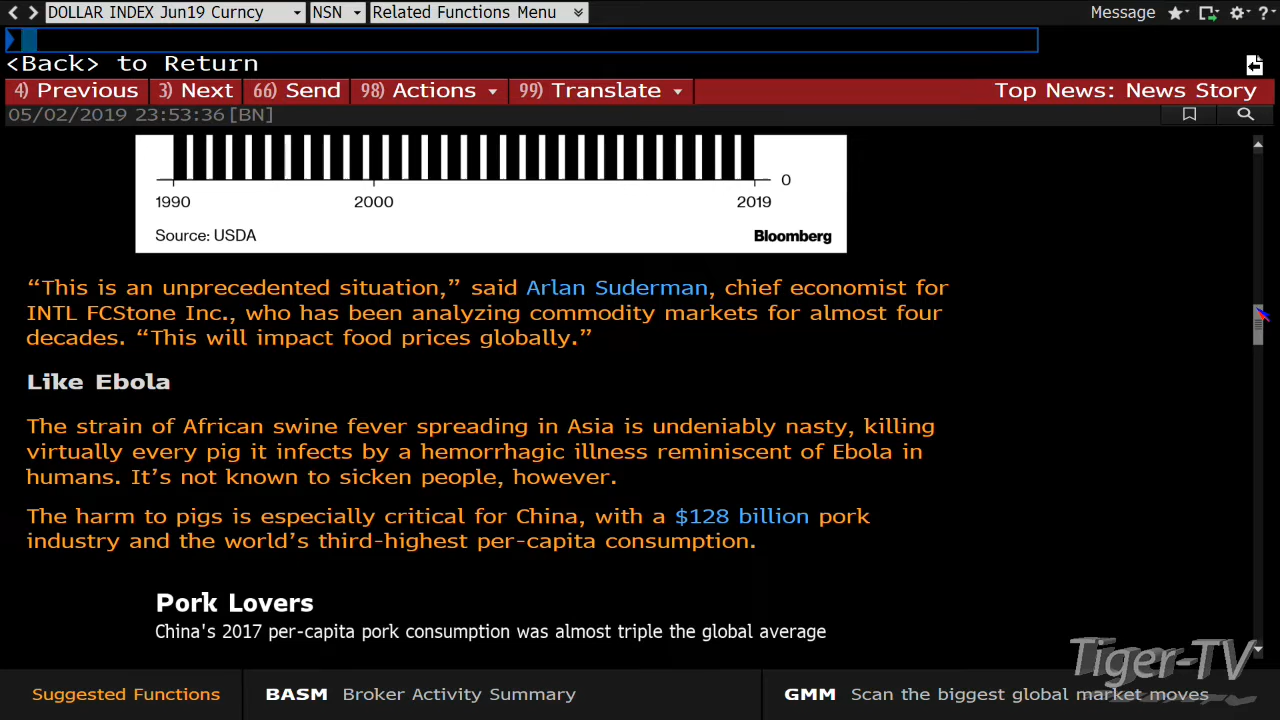 DOLLAR INDEX Jun19 Curncy NSN Related Functions Menu Message
<Back> to Return
4) Previous 3) Next 66) Send 98) Actions 99) Translate Top News: News Story
05/02/2019 23:53:36 [BN]
0
1990 2000 2019
Source: USDA Bloomberg
“This is an unprecedented situation,” said Arlan Suderman, chief economist for
INTL FCStone Inc., who has been analyzing commodity markets for almost four
decades. “This will impact food prices globally.”
Like Ebola
The strain of African swine fever spreading in Asia is undeniably nasty, killing
virtually every pig it infects by a hemorrhagic illness reminiscent of Ebola in
humans. It’s not known to sicken people, however.
The harm to pigs is especially critical for China, with a $128 billion pork
industry and the world’s third-highest per-capita consumption.
Pork Lovers
China's 2017 per-capita pork consumption was almost triple the global average
Tiger-TV
Suggested Functions BASM Broker Activity Summary GMM Scan the biggest global market moves